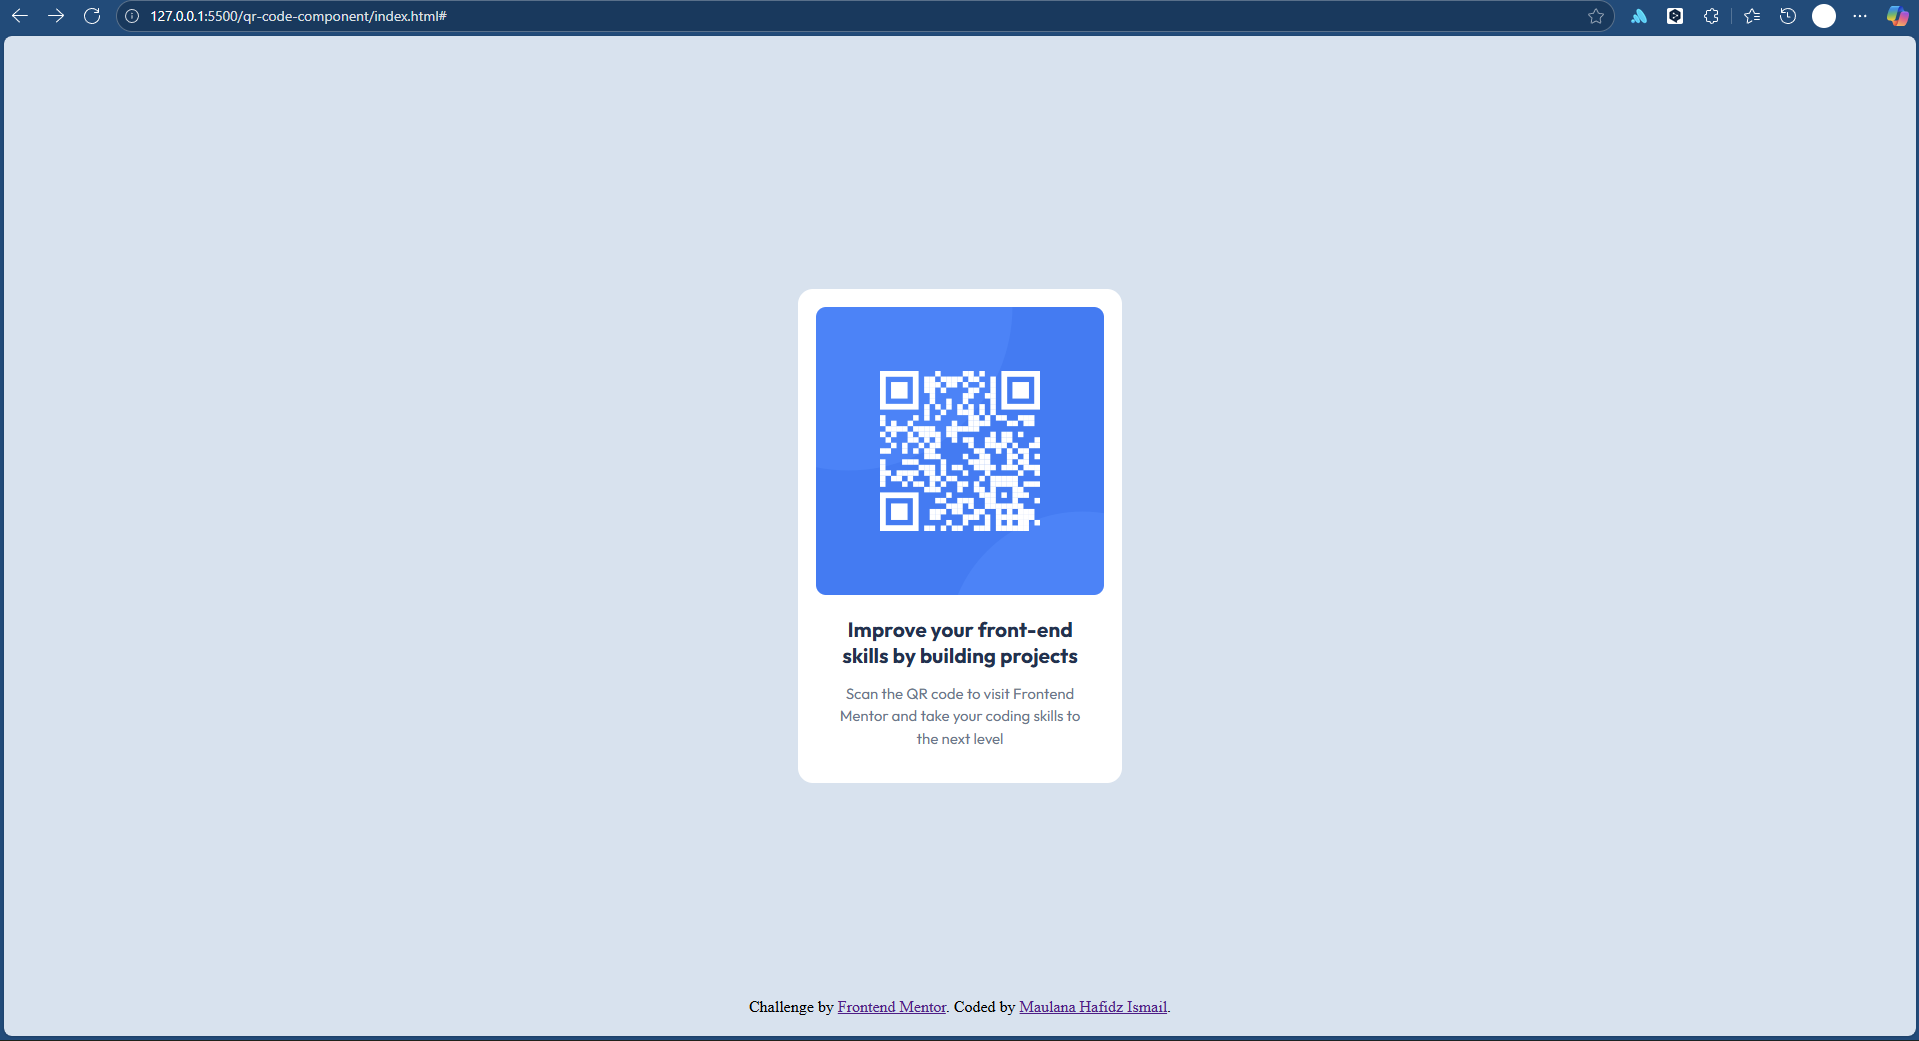 127.0.0.1:5500/qr-code-component/index.html#
Improve your front-end
skills by building projects
Scan the QR code to visit Frontend
Mentor and take your coding skills to
the next level
Challenge by Frontend Mentor. Coded by Maulana Hafidz Ismail.